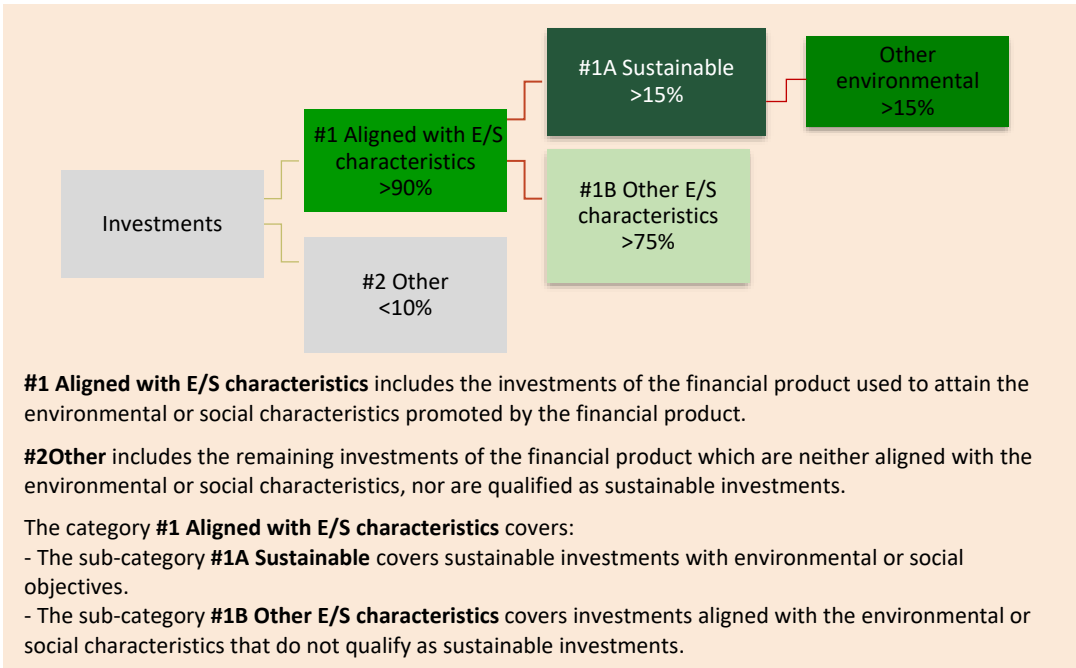 #1A Sustainable
>15%
Other
environmental
>15%
#1 Aligned with E/S
characteristics
>90%
#1B Other E/S
characteristics
>75%
Investments
#2 Other
<10%
#1 Aligned with E/S characteristics includes the investments of the financial product used to attain the
environmental or social characteristics promoted by the financial product.
#2Other includes the remaining investments of the financial product which are neither aligned with the
environmental or social characteristics, nor are qualified as sustainable investments.
The category #1 Aligned with E/S characteristics covers:
- The sub-category #1A Sustainable covers sustainable investments with environmental or social
objectives.
- The sub-category #1B Other E/S characteristics covers investments aligned with the environmental or
social characteristics that do not qualify as sustainable investments.